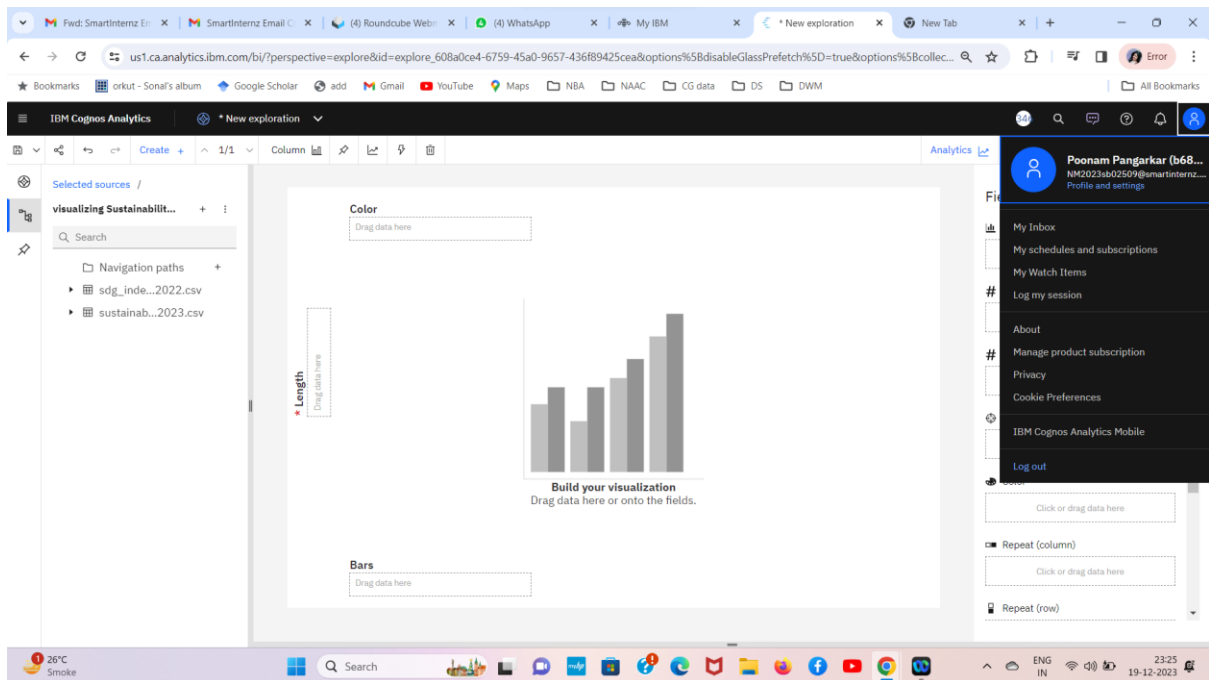 Fwd: SmartInternz En
SmartInternz Email C
(4) Roundcube Webm
(4) WhatsApp
My IBM
* New exploration
New Tab
us1.ca.analytics.ibm.com/bi/?perspective=explore&id=explore_608a0ce4-6759-45a0-9657-436f89425cea&options%5BdisableGlassPrefetch%5D=true&options%5Bcollec...
Error
Bookmarks
orkut - Sonal's album
Google Scholar
add
Gmail
YouTube
Maps
NBA
NAAC
CG data
DS
DWM
All Bookmarks
IBM Cognos Analytics
* New exploration
Create +
1/1
Column
Analytics
Selected sources /
visualizing Sustainabilit...
Search
Navigation paths
sdg_inde...2022.csv
sustainab...2023.csv
Color
Drag data here
* Length
Drag data here
Build your visualization
Drag data here or onto the fields.
Bars
Drag data here
Poonam Pangarkar (b68...
NM2023sb02509@smartinternz....
Profile and settings
My Inbox
My schedules and subscriptions
My Watch Items
Log my session
About
Manage product subscription
Privacy
Cookie Preferences
IBM Cognos Analytics Mobile
Log out
Click or drag data here
Repeat (column)
Click or drag data here
Repeat (row)
1
26°C
Smoke
Search
ENG
IN
23:25
19-12-2023